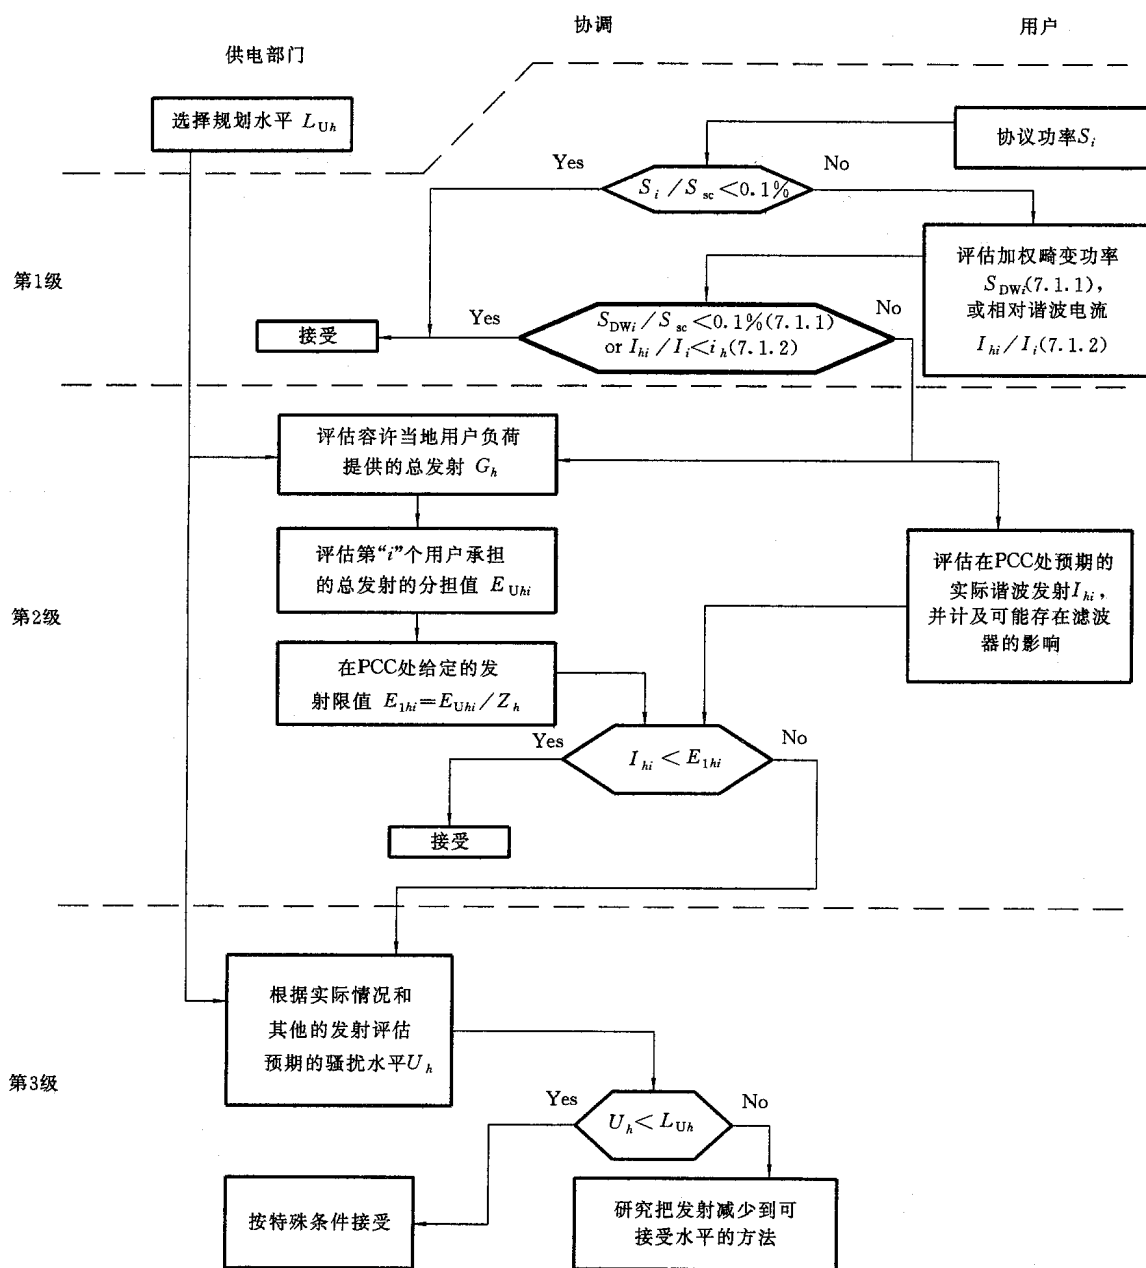 协调
用户
供电部门
选择规划水平 L_Uh
协议功率S_i
Yes
No
S_i / S_sc <0.1%
第1级
评估加权畸变功率
S_DWi(7.1.1),
或相对谐波电流
I_hi / I_i(7.1.2)
接受
Yes
S_DWi / S_sc <0.1%(7.1.1)
or I_hi / I_i<i_h(7.1.2)
No
评估容许当地用户负荷
提供的总发射 G_h
评估第“i”个用户承担
的总发射的分担值 E_Uhi
评估在PCC处预期的
实际谐波发射I_hi,
并计及可能存在滤波
器的影响
第2级
在PCC处给定的发
射限值 E_1hi=E_Uhi / Z_h
Yes
No
I_hi < E_1hi
接受
根据实际情况和
其他的发射评估
预期的骚扰水平U_h
第3级
Yes
No
U_h< L_Uh
按特殊条件接受
研究把发射减少到可
接受水平的方法